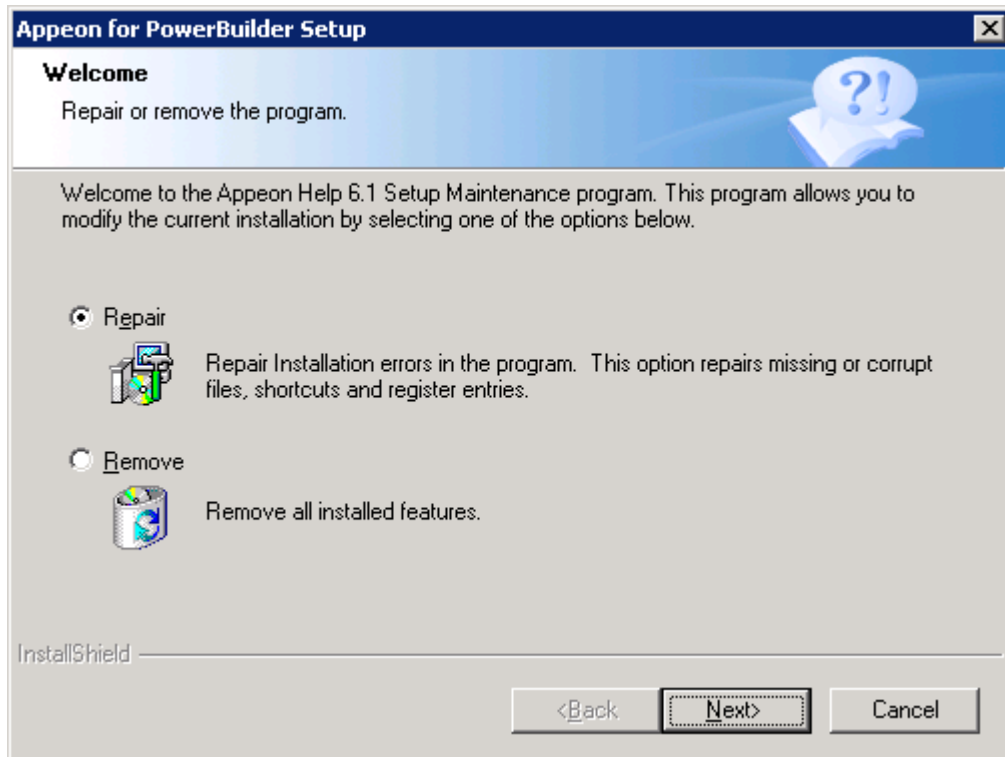 Appeon for PowerBuilder Setup
Welcome
Repair or remove the program.
?!
Welcome to the Appeon Help 6.1 Setup Maintenance program. This program allows you to
modify the current installation by selecting one of the options below.
Repair
Repair Installation errors in the program. This option repairs missing or corrupt
files, shortcuts and register entries.
Remove
Remove all installed features.
InstallShield
<Back Next> Cancel